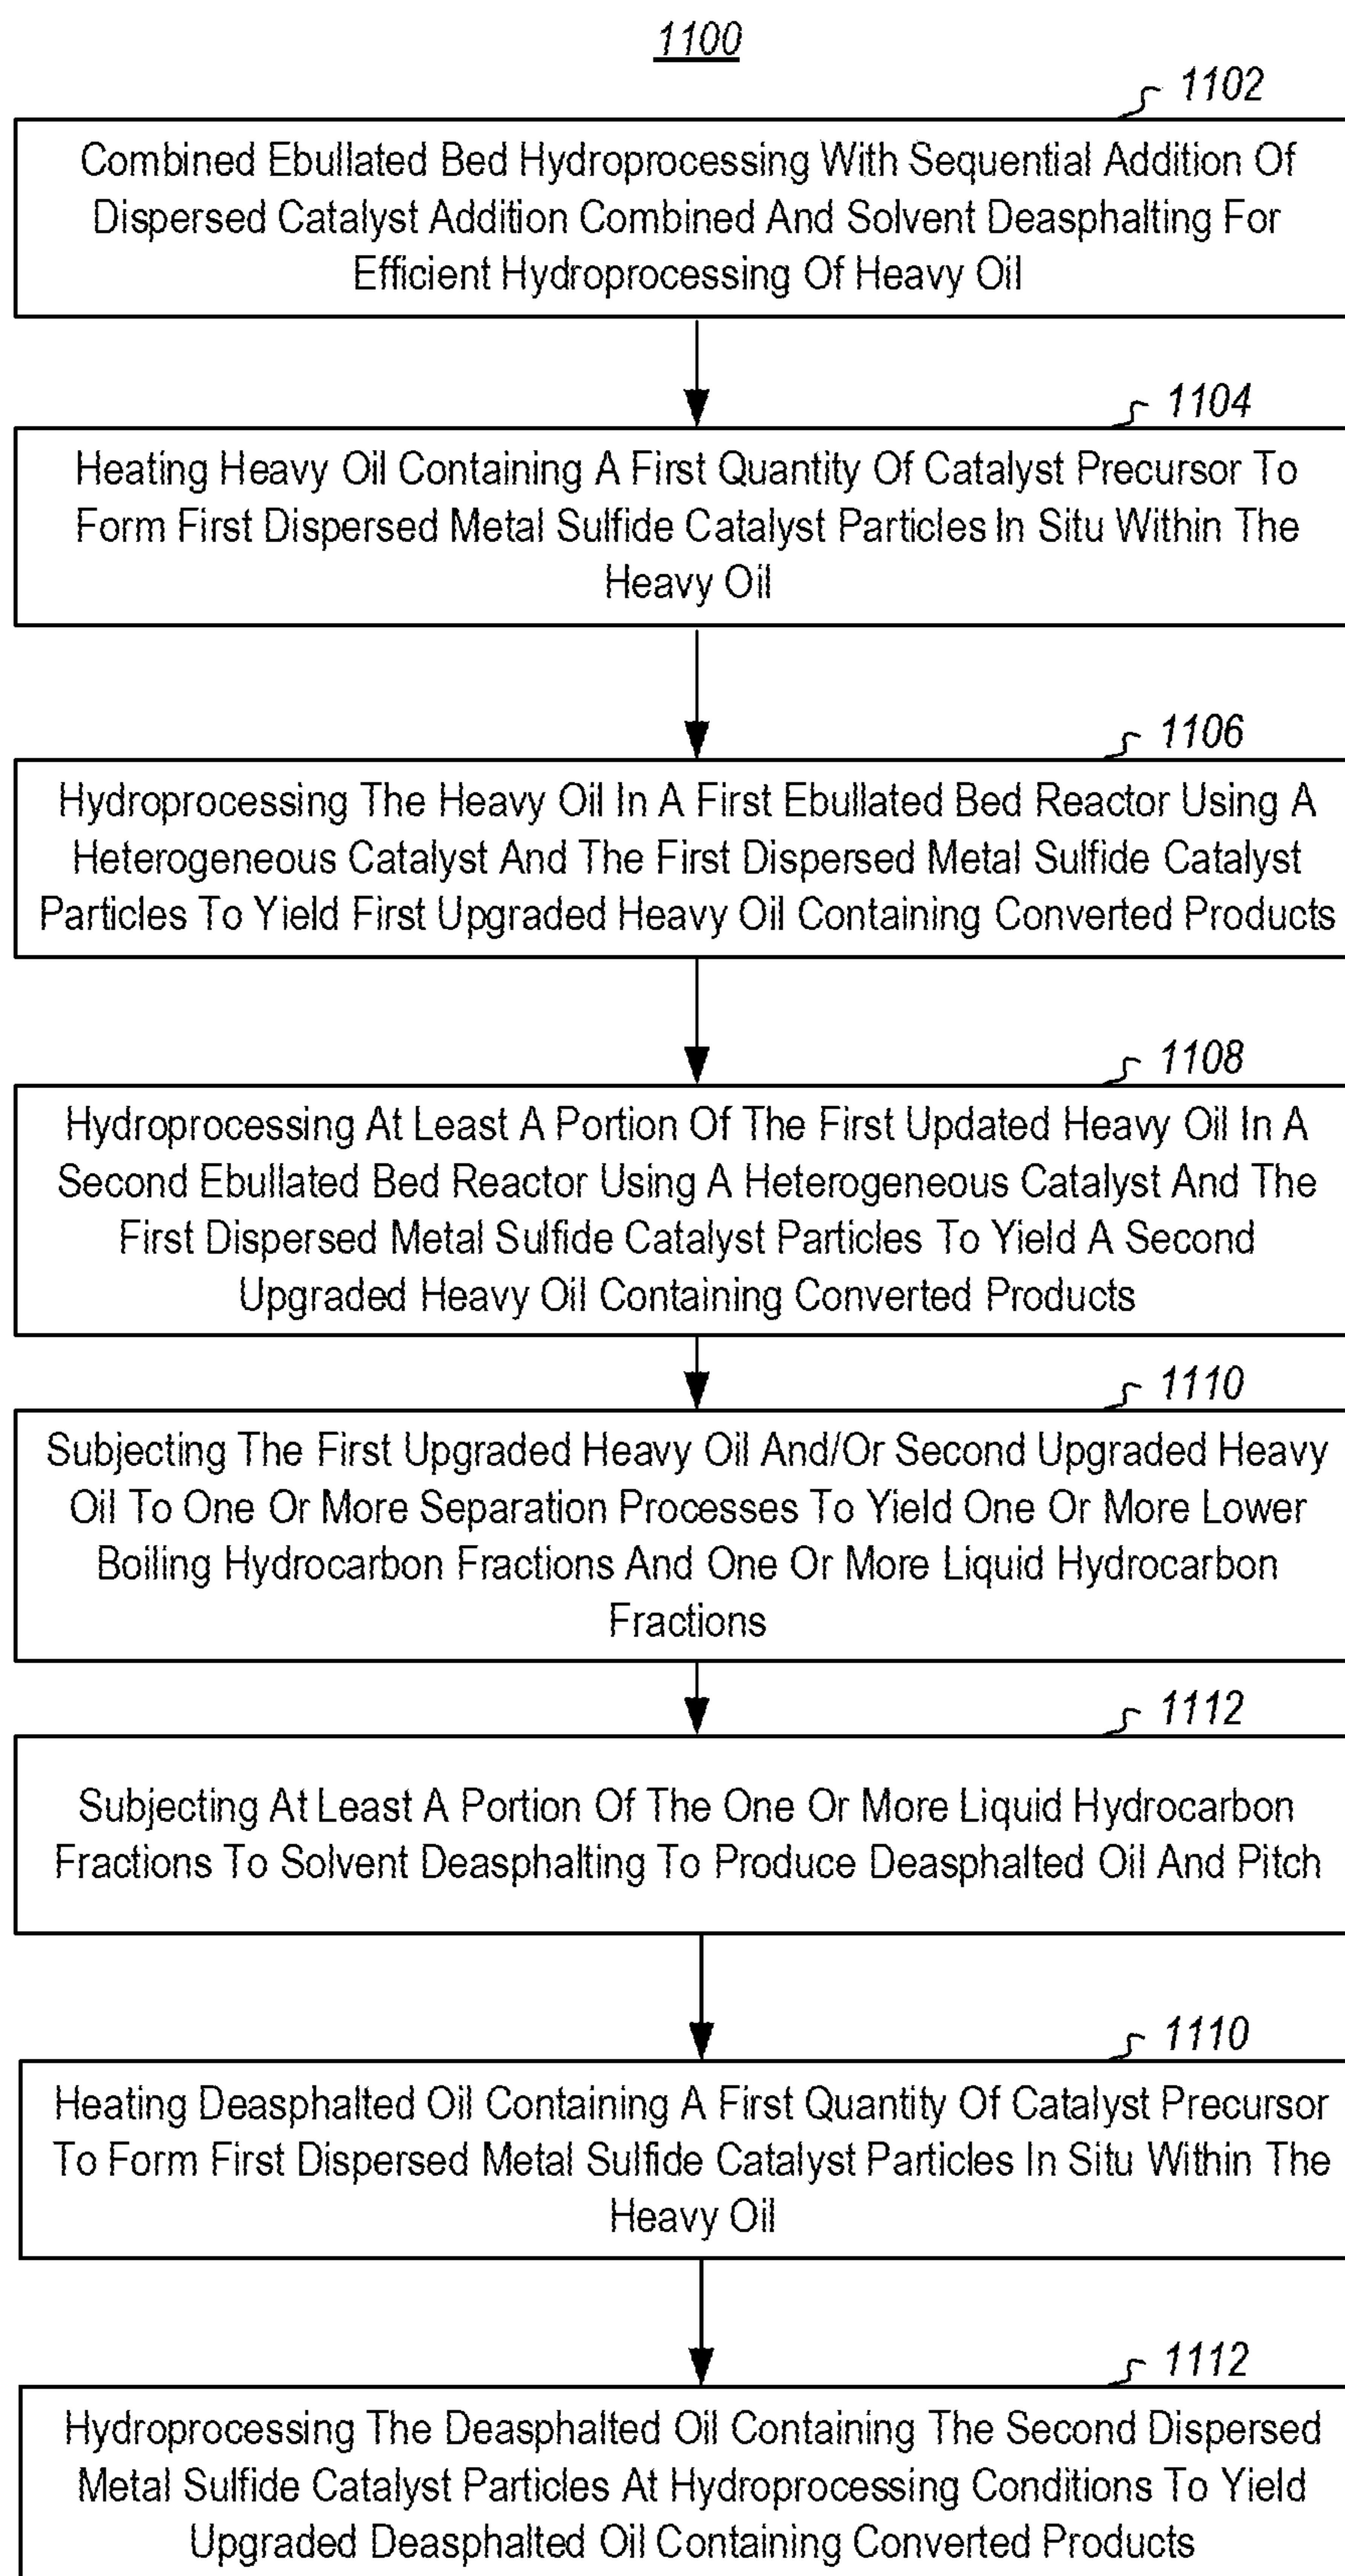 1100
1102
Combined Ebullated Bed Hydroprocessing With Sequential Addition Of
Dispersed Catalyst Addition Combined And Solvent Deasphalting For
Efficient Hydroprocessing Of Heavy Oil
1104
Heating Heavy Oil Containing A First Quantity Of Catalyst Precursor To
Form First Dispersed Metal Sulfide Catalyst Particles In Situ Within The
Heavy Oil
1106
Hydroprocessing The Heavy Oil In A First Ebullated Bed Reactor Using A
Heterogeneous Catalyst And The First Dispersed Metal Sulfide Catalyst
Particles To Yield First Upgraded Heavy Oil Containing Converted Products
1108
Hydroprocessing At Least A Portion Of The First Updated Heavy Oil In A
Second Ebullated Bed Reactor Using A Heterogeneous Catalyst And The
First Dispersed Metal Sulfide Catalyst Particles To Yield A Second
Upgraded Heavy Oil Containing Converted Products
1110
Subjecting The First Upgraded Heavy Oil And/Or Second Upgraded Heavy
Oil To One Or More Separation Processes To Yield One Or More Lower
Boiling Hydrocarbon Fractions And One Or More Liquid Hydrocarbon
Fractions
1112
Subjecting At Least A Portion Of The One Or More Liquid Hydrocarbon
Fractions To Solvent Deasphalting To Produce Deasphalted Oil And Pitch
1110
Heating Deasphalted Oil Containing A First Quantity Of Catalyst Precursor
To Form First Dispersed Metal Sulfide Catalyst Particles In Situ Within The
Heavy Oil
1112
Hydroprocessing The Deasphalted Oil Containing The Second Dispersed
Metal Sulfide Catalyst Particles At Hydroprocessing Conditions To Yield
Upgraded Deasphalted Oil Containing Converted Products